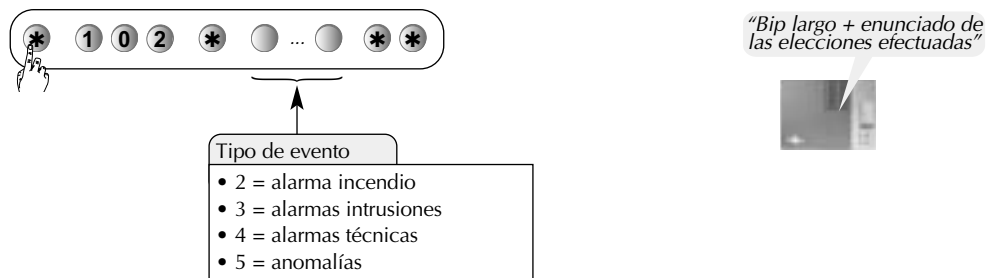 * 1 0 2 * ... * *
"Bip largo + enunciado de
las elecciones efectuadas"
Tipo de evento
• 2 = alarma incendio
• 3 = alarmas intrusiones
• 4 = alarmas técnicas
• 5 = anomalías